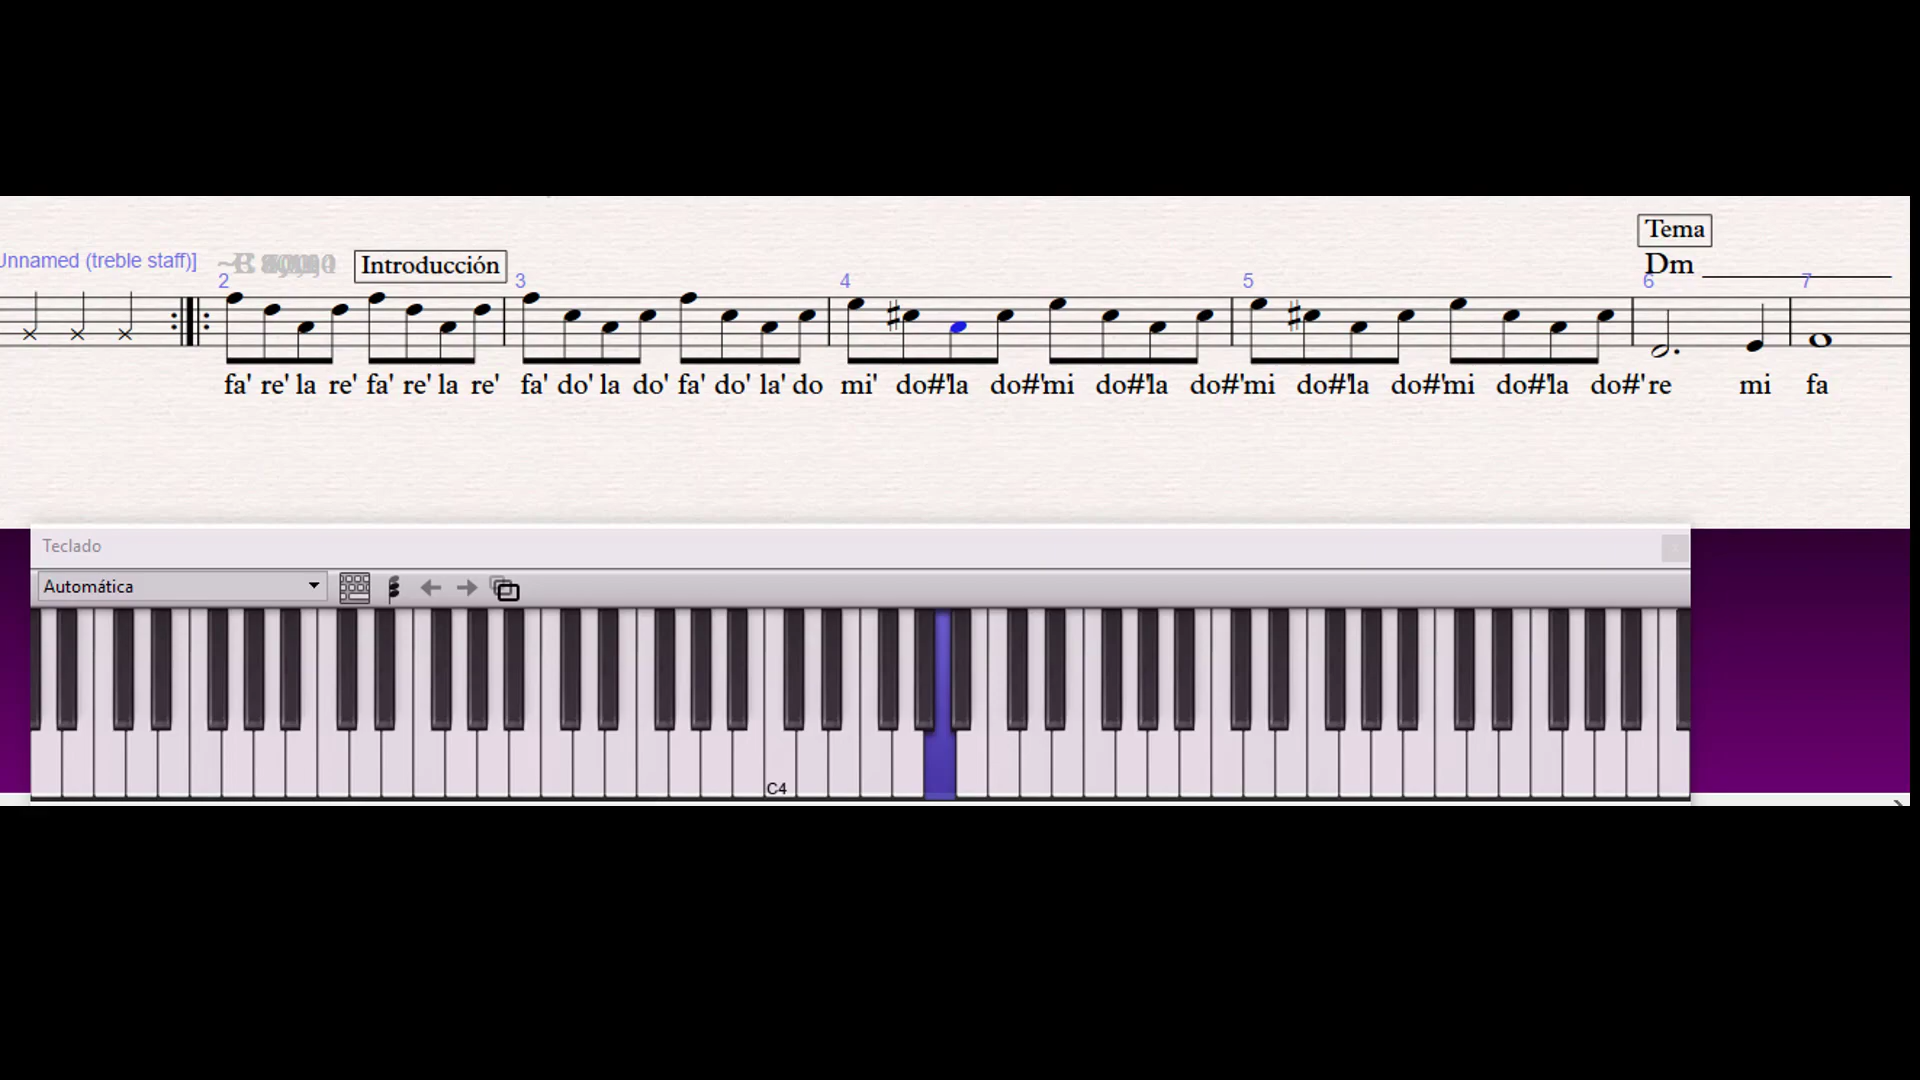 Tema
Unnamed (treble staff)]
Introducción
Dm
2 3 4 5 6 7
fa' re' la re' fa' re' la re' fa' do' la do' fa' do' la' do mi' do#' la do#' mi do#' la do#' mi do#' la do#' mi do#' la do#' re mi fa
Teclado
Automática
C4